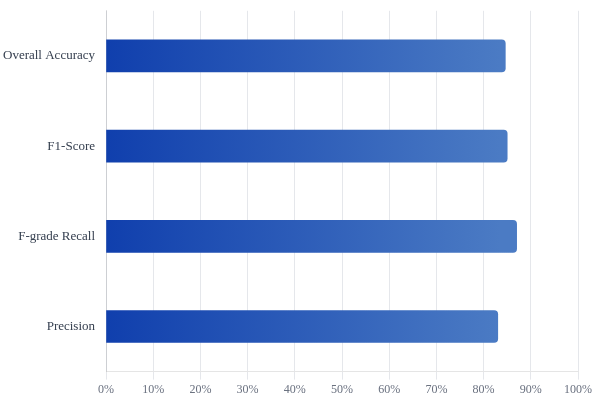 Overall Accuracy
F1-Score
F-grade Recall
Precision
0% 10% 20% 30% 40% 50% 60% 70% 80% 90% 100%